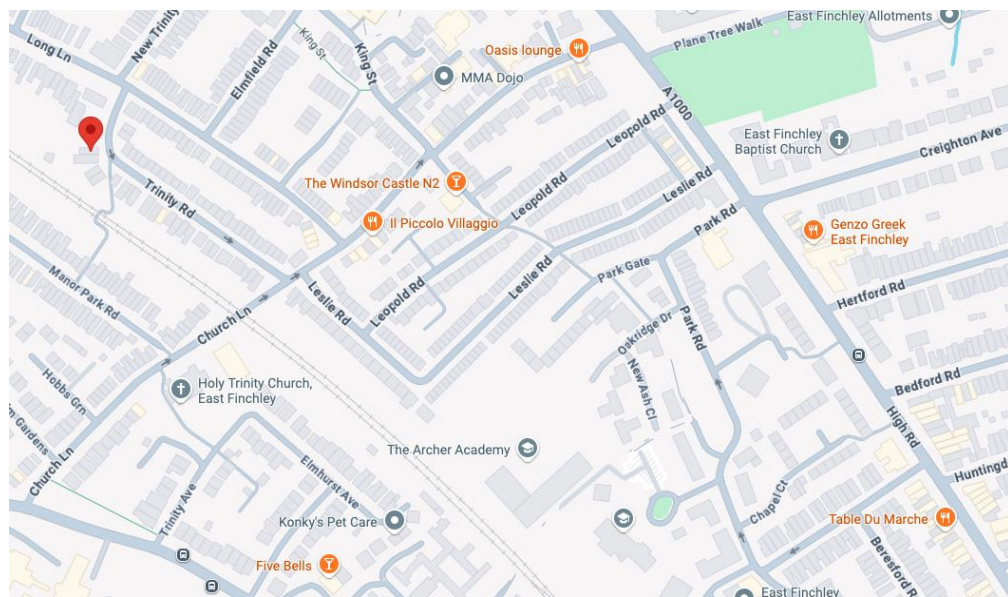 East Finchley Allotments
Plane Tree Walk
New Trinity
Long Ln
Elmfield Rd
King St
King St
Oasis lounge
MMA Dojo
A1000
Leopold Rd
East Finchley
Baptist Church
Creighton Ave
The Windsor Castle N2
Leopold Rd
Leslie Rd
Trinity Rd
Il Piccolo Villaggio
Park Rd
Genzo Greek
East Finchley
Manor Park Rd
Leslie Rd
Leopold Rd
Leslie Rd
Park Gate
Hertford Rd
Church Ln
Oakridge Dr
Park Rd
New Ash Cl
Hobbs Grn
Holy Trinity Church,
East Finchley
Bedford Rd
High Rd
Gardens
Church Ln
The Archer Academy
Elmhurst Ave
Trinity Ave
Huntingd
Chapel Ct
Konky's Pet Care
Table Du Marche
Five Bells
Beresford R
East Finchley